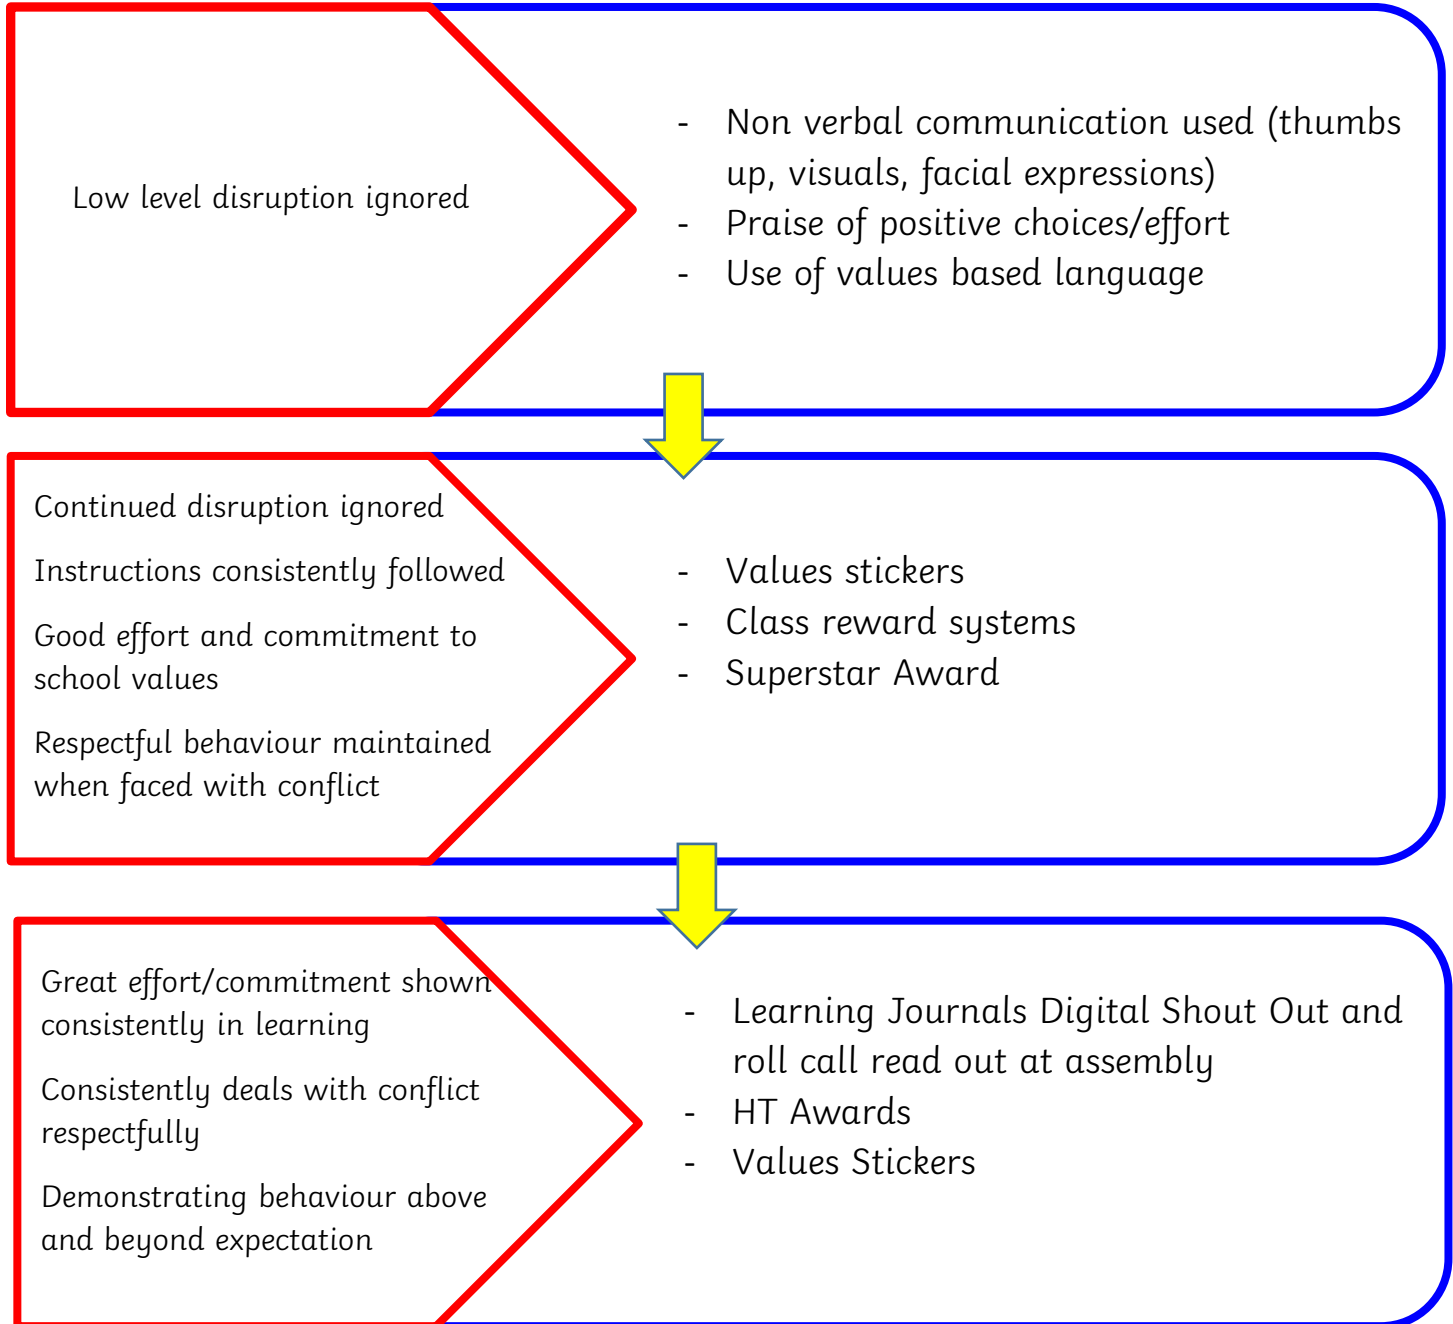 Low level disruption ignored
- Non verbal communication used (thumbs
up, visuals, facial expressions)
- Praise of positive choices/effort
- Use of values based language
Continued disruption ignored
Instructions consistently followed
Good effort and commitment to
school values
Respectful behaviour maintained
when faced with conflict
- Values stickers
- Class reward systems
- Superstar Award
Great effort/commitment shown
consistently in learning
Consistently deals with conflict
respectfully
Demonstrating behaviour above
and beyond expectation
- Learning Journals Digital Shout Out and
roll call read out at assembly
- HT Awards
- Values Stickers